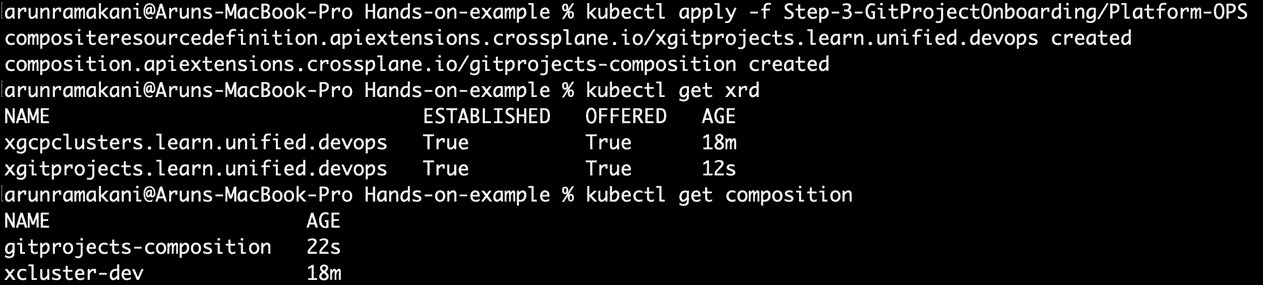 arunramakani@Aruns-MacBook-Pro Hands-on-example % kubectl apply -f Step-3-GitProjectOnboarding/Platform-OPS
compositeresourcedefinition.apiextensions.crossplane.io/xgitprojects.learn.unified.devops created
composition.apiextensions.crossplane.io/gitprojects-composition created
arunramakani@Aruns-MacBook-Pro Hands-on-example % kubectl get xrd
NAME ESTABLISHED OFFERED AGE
xgcpclusters.learn.unified.devops True True 18m
xgitprojects.learn.unified.devops True True 12s
arunramakani@Aruns-MacBook-Pro Hands-on-example % kubectl get composition
NAME AGE
gitprojects-composition 22s
xcluster-dev 18m